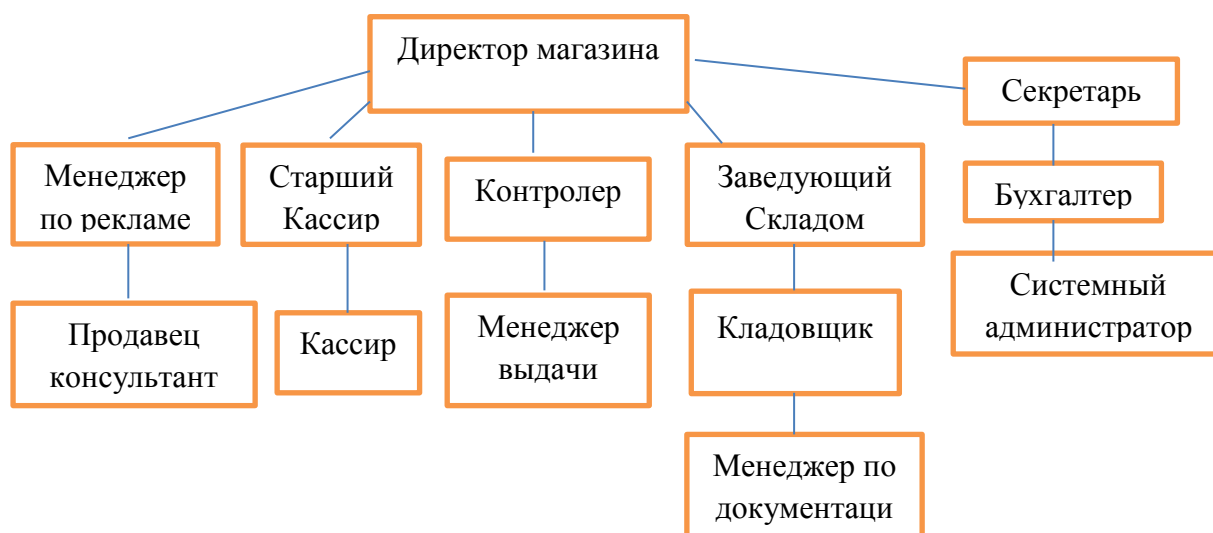 Директор магазина
Секретарь
Менеджер
по рекламе
Старший
Кассир
Контролер
Заведующий
Складом
Бухгалтер
Продавец
консультант
Кассир
Менеджер
выдачи
Кладовщик
Системный
администратор
Менеджер по
документаци